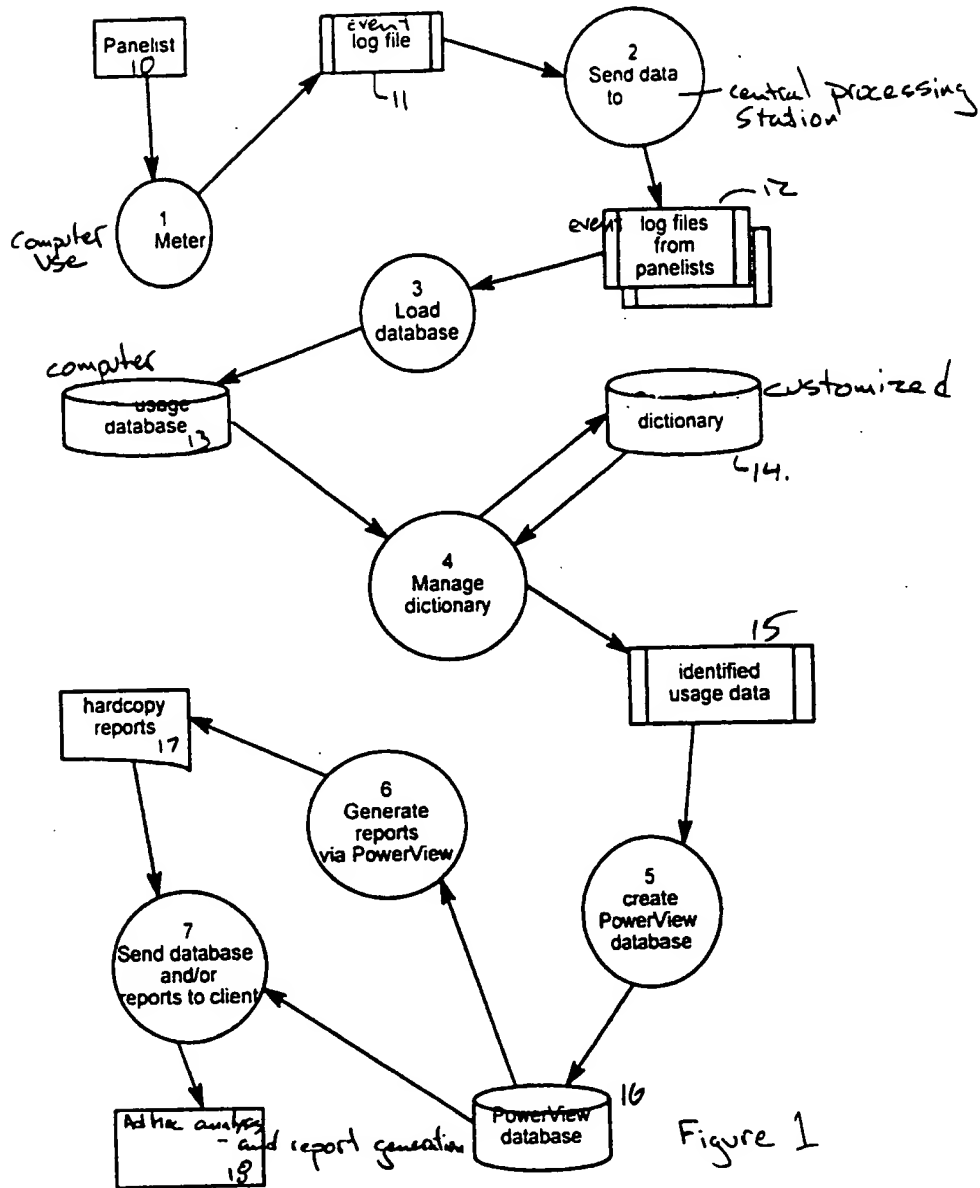 Panelist
10
event
log file
11
2
Send data
to
central processing
Station
1
Meter
Computer
Use
12
event
log files
from
panelists
3
Load
database
computer
usage
database
13
customized
dictionary
14.
4
Manage
dictionary
15
identified
usage data
hardcopy
reports
17
6
Generate
reports
via PowerView
5
create
PowerView
database
7
Send database
and/or
reports to client
PowerView
database
16
Ad Hoc analysis
- and report generation
18
Figure 1